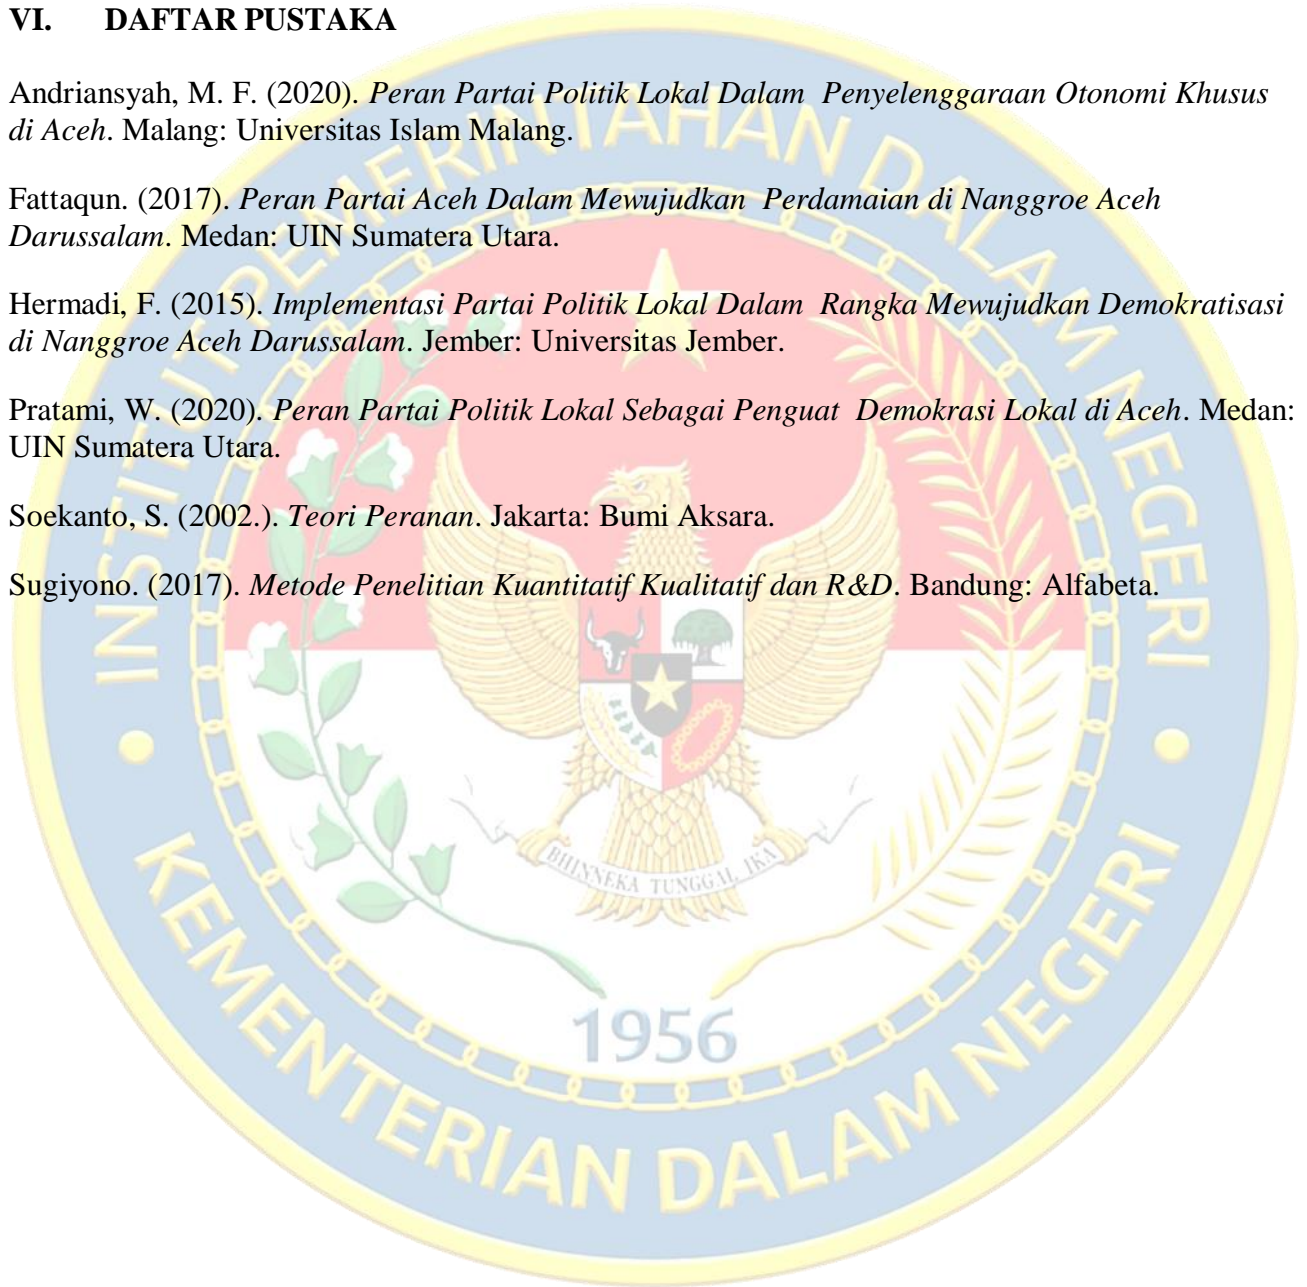 VI. DAFTAR PUSTAKA
Andriansyah, M. F. (2020). Peran Partai Politik Lokal Dalam  Penyelenggaraan Otonomi Khusus
di Aceh. Malang: Universitas Islam Malang.
Fattaqun. (2017). Peran Partai Aceh Dalam Mewujudkan  Perdamaian di Nanggroe Aceh
Darussalam. Medan: UIN Sumatera Utara.
Hermadi, F. (2015). Implementasi Partai Politik Lokal Dalam  Rangka Mewujudkan Demokratisasi
di Nanggroe Aceh Darussalam. Jember: Universitas Jember.
Pratami, W. (2020). Peran Partai Politik Lokal Sebagai Penguat  Demokrasi Lokal di Aceh. Medan:
UIN Sumatera Utara.
Soekanto, S. (2002.). Teori Peranan. Jakarta: Bumi Aksara.
Sugiyono. (2017). Metode Penelitian Kuantitatif Kualitatif dan R&D. Bandung: Alfabeta.
INSTITUT PEMERINTAHAN DALAM NEGERI
BHINNEKA TUNGGAL IKA
1956
KEMENTERIAN DALAM NEGERI